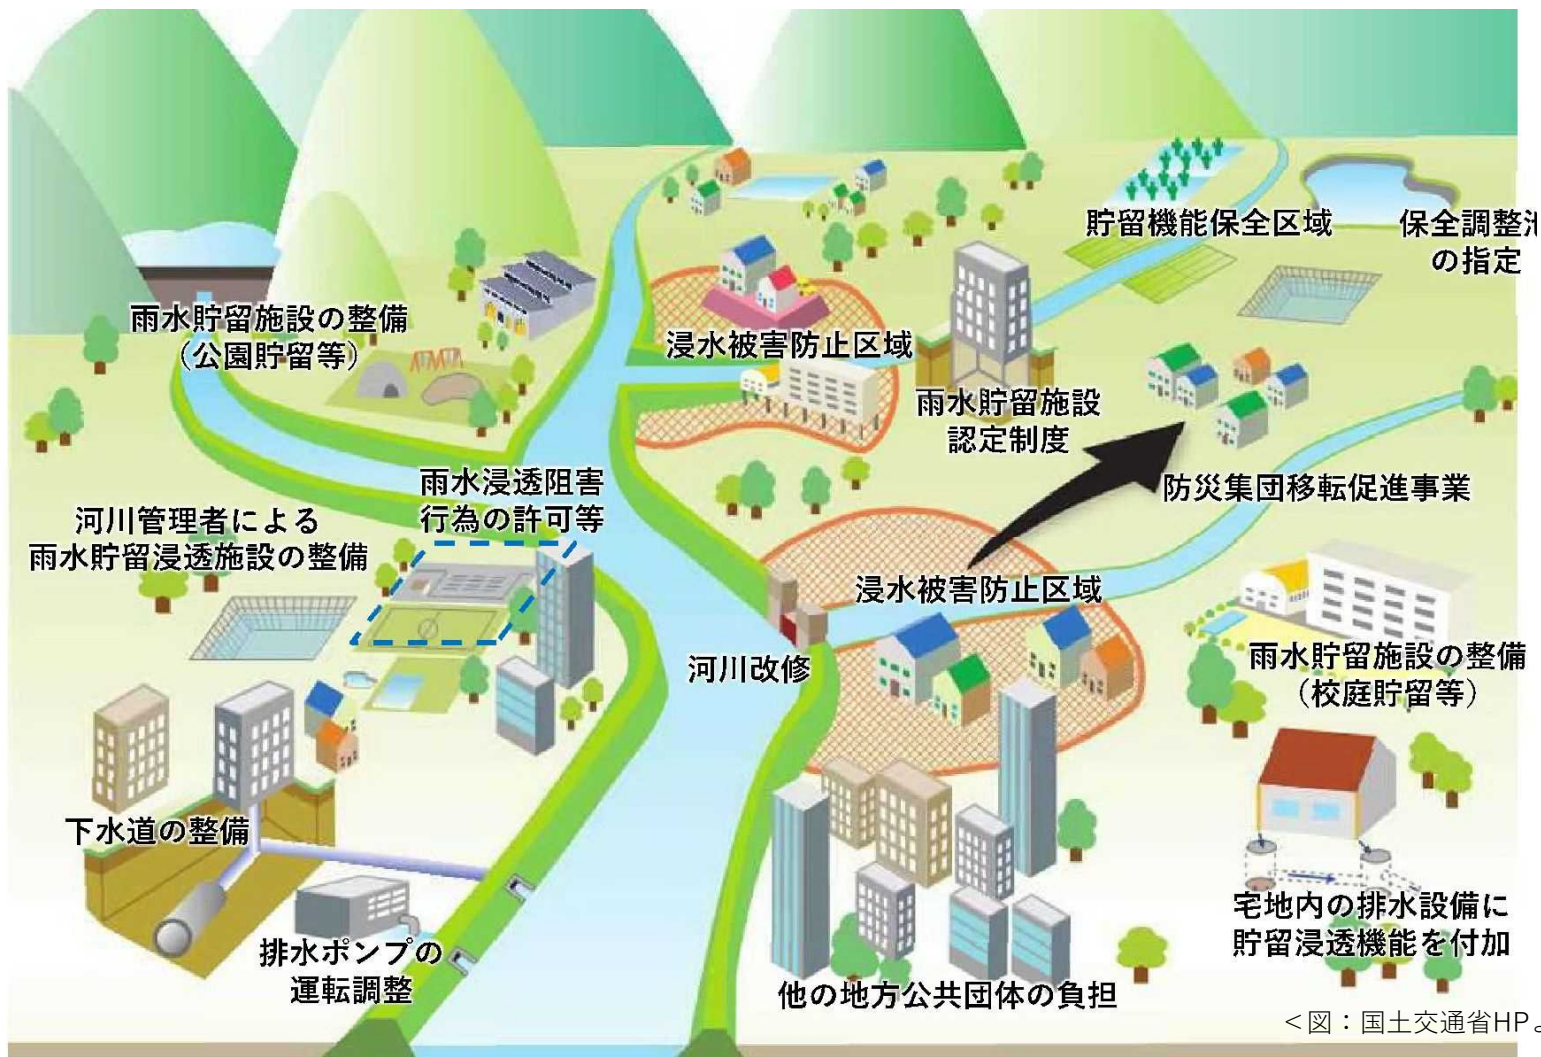 貯留機能保全区域
保全調整池
の指定
雨水貯留施設の整備
（公園貯留等）
浸水被害防止区域
雨水貯留施設
認定制度
雨水浸透阻害
行為の許可等
防災集団移転促進事業
河川管理者による
雨水貯留浸透施設の整備
浸水被害防止区域
河川改修
雨水貯留施設の整備
（校庭貯留等）
下水道の整備
宅地内の排水設備に
貯留浸透機能を付加
排水ポンプの
運転調整
他の地方公共団体の負担
＜図：国土交通省HPよ